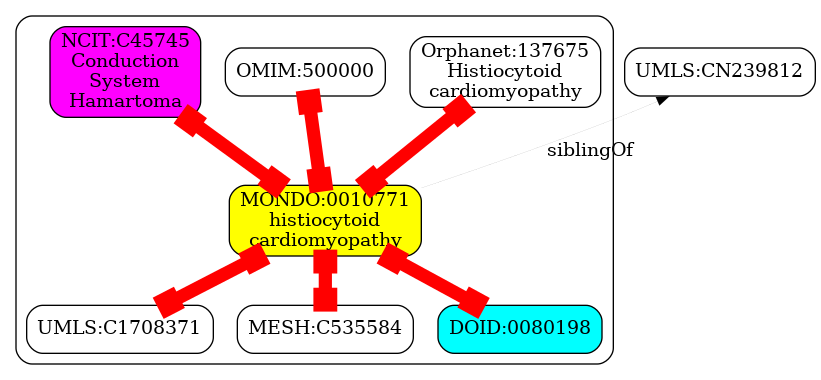 NCIT:C45745
Conduction
System
Hamartoma
OMIM:500000
Orphanet:137675
Histiocytoid
cardiomyopathy
UMLS:CN239812
siblingOf
MONDO:0010771
histiocytoid
cardiomyopathy
UMLS:C1708371
MESH:C535584
DOID:0080198